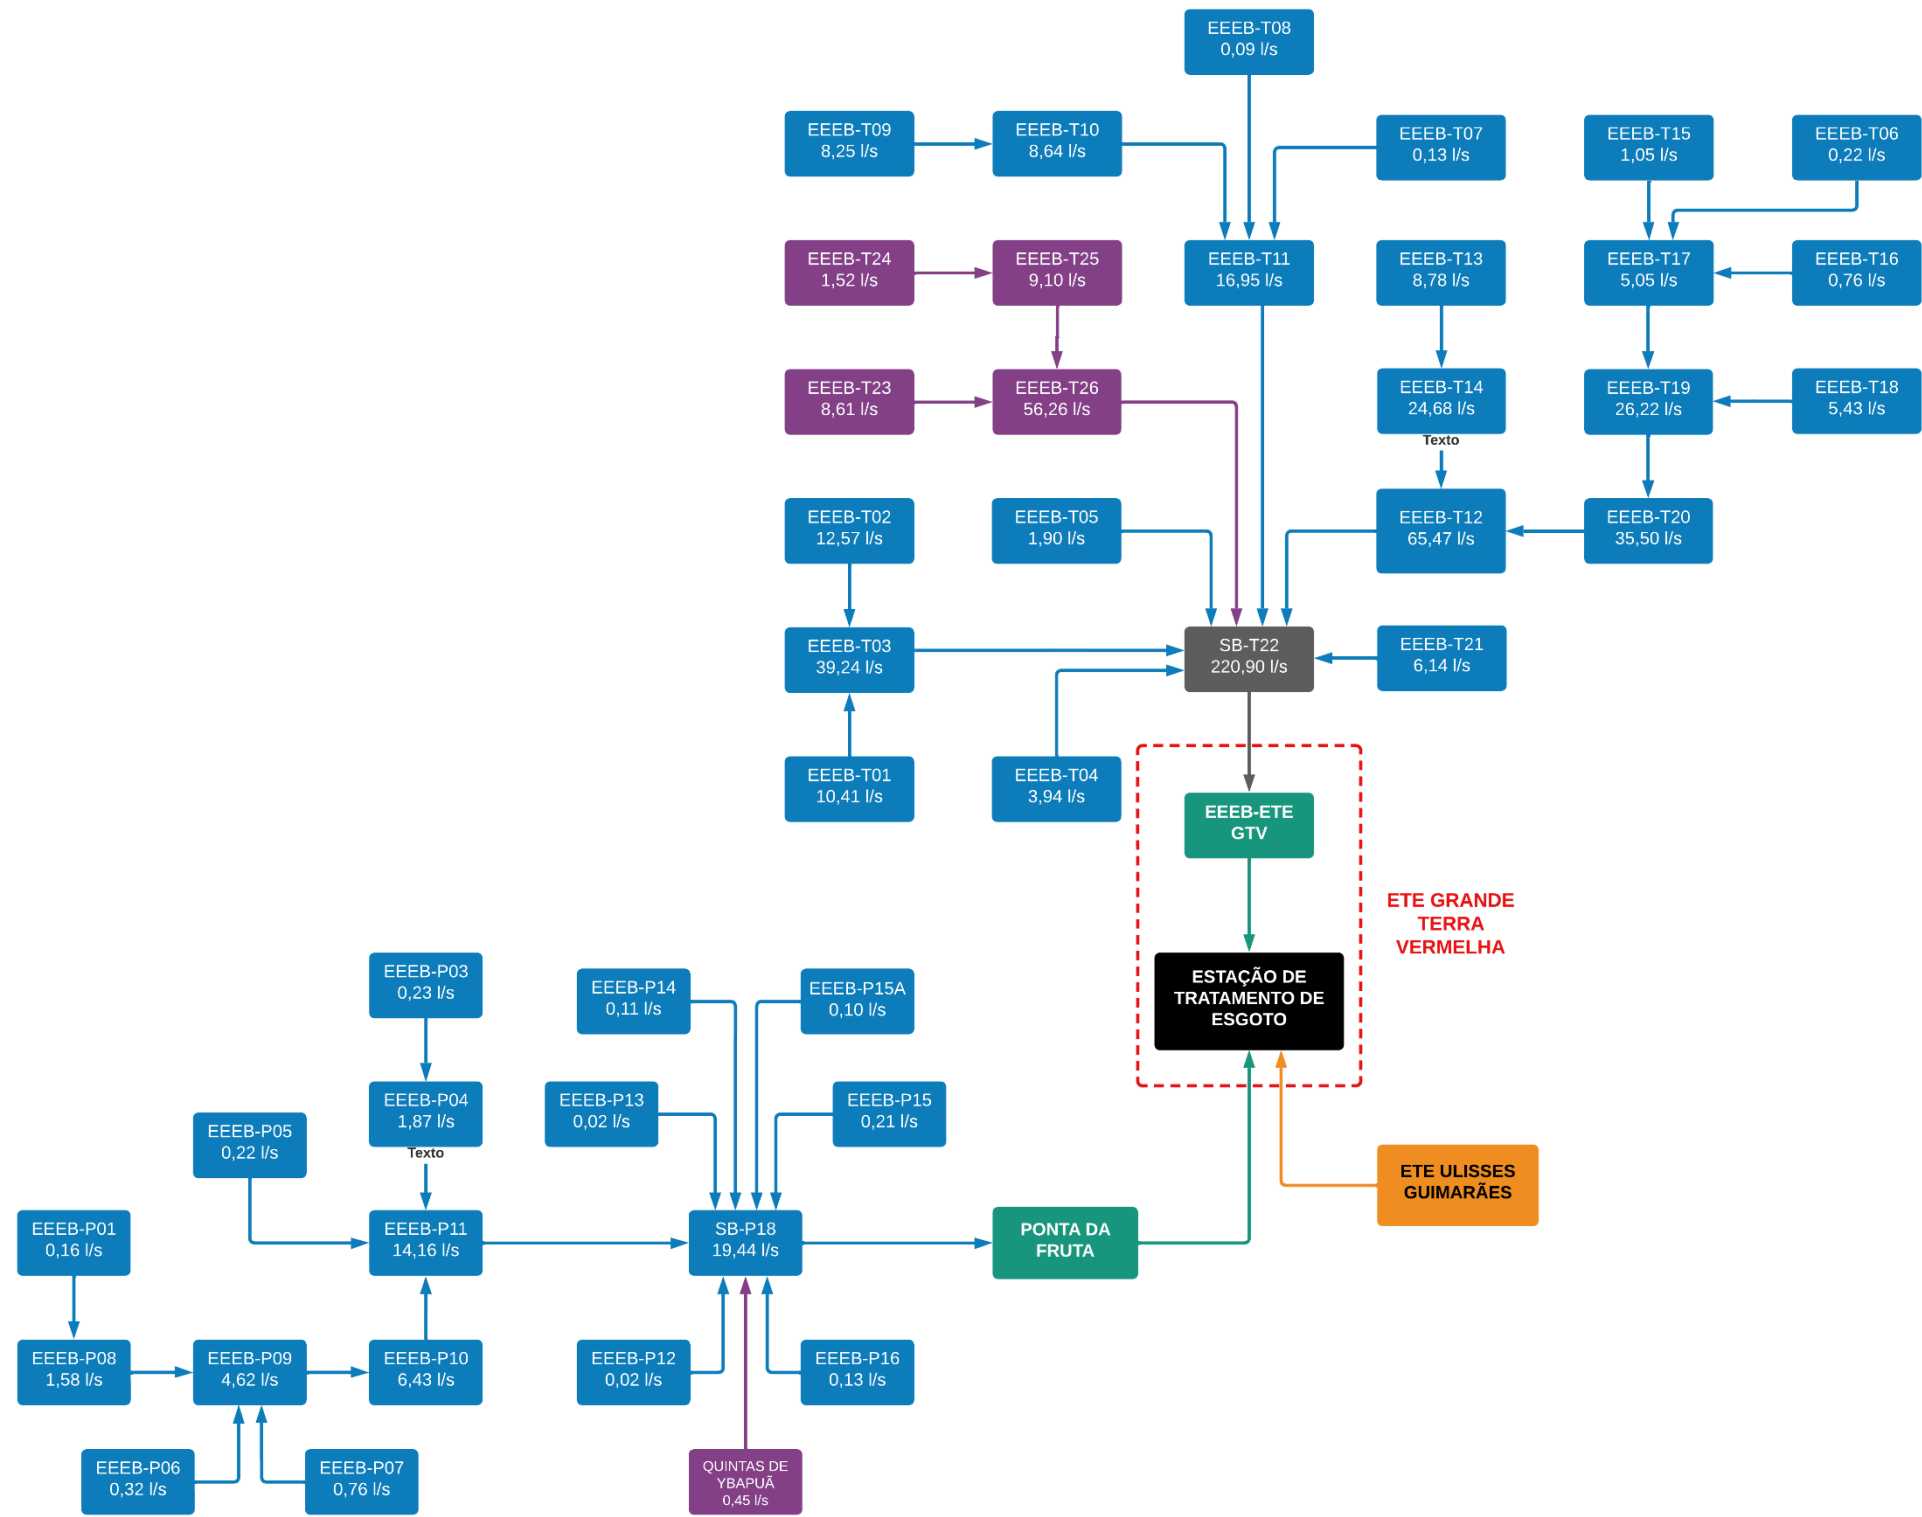 EEEB-T08
0,09 l/s
EEEB-T09
8,25 l/s
EEEB-T10
8,64 l/s
EEEB-T07
0,13 l/s
EEEB-T15
1,05 l/s
EEEB-T06
0,22 l/s
EEEB-T24
1,52 l/s
EEEB-T25
9,10 l/s
EEEB-T11
16,95 l/s
EEEB-T13
8,78 l/s
EEEB-T17
5,05 l/s
EEEB-T16
0,76 l/s
EEEB-T23
8,61 l/s
EEEB-T26
56,26 l/s
EEEB-T14
24,68 l/s
Texto
EEEB-T19
26,22 l/s
EEEB-T18
5,43 l/s
EEEB-T02
12,57 l/s
EEEB-T05
1,90 l/s
EEEB-T12
65,47 l/s
EEEB-T20
35,50 l/s
EEEB-T03
39,24 l/s
SB-T22
220,90 l/s
EEEB-T21
6,14 l/s
EEEB-T01
10,41 l/s
EEEB-T04
3,94 l/s
EEEB-ETE
GTV
ETE GRANDE
TERRA
VERMELHA
ESTAÇÃO DE
TRATAMENTO DE
ESGOTO
EEEB-P03
0,23 l/s
EEEB-P14
0,11 l/s
EEEB-P15A
0,10 l/s
EEEB-P04
1,87 l/s
Texto
EEEB-P13
0,02 l/s
EEEB-P15
0,21 l/s
EEEB-P05
0,22 l/s
ETE ULISSES
GUIMARÃES
EEEB-P01
0,16 l/s
EEEB-P11
14,16 l/s
SB-P18
19,44 l/s
PONTA DA
FRUTA
EEEB-P08
1,58 l/s
EEEB-P09
4,62 l/s
EEEB-P10
6,43 l/s
EEEB-P12
0,02 l/s
EEEB-P16
0,13 l/s
EEEB-P06
0,32 l/s
EEEB-P07
0,76 l/s
QUINTAS DE
YBAPUÃ
0,45 l/s